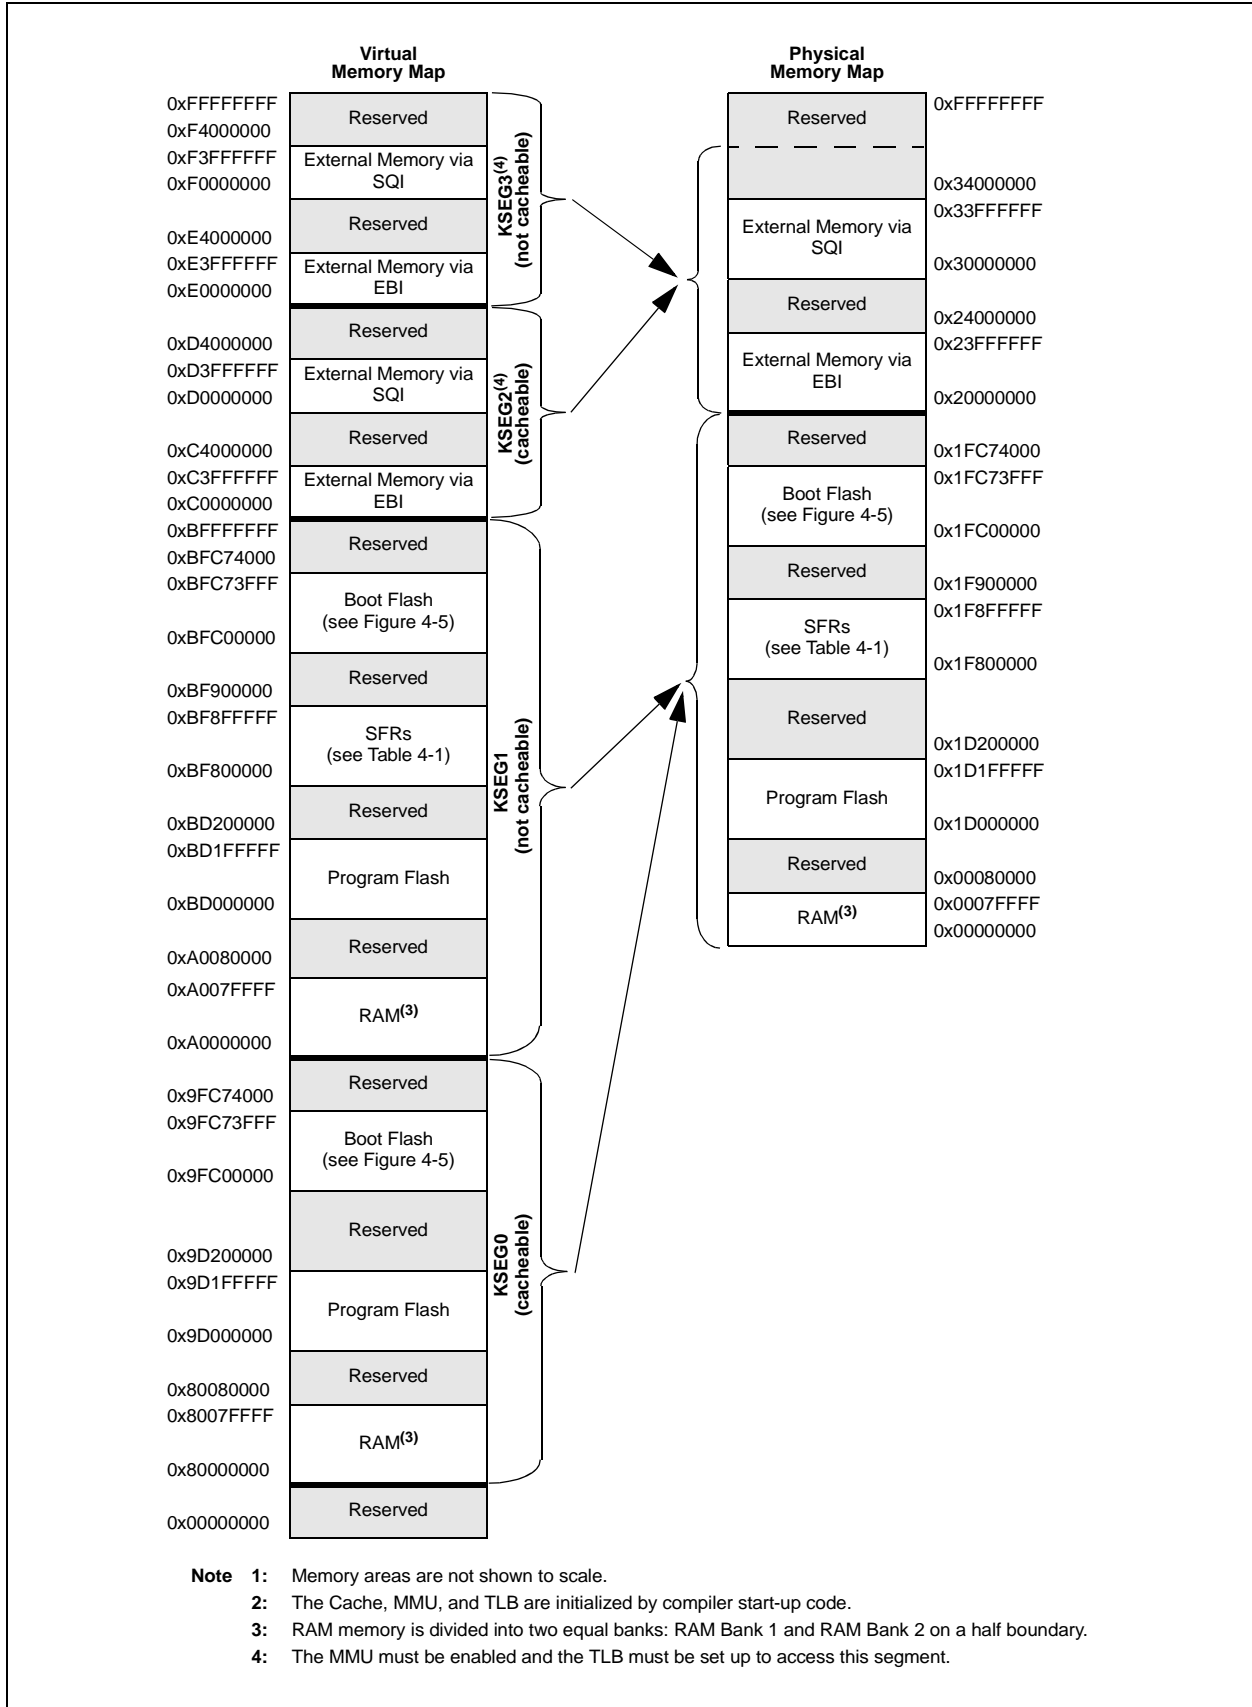 Virtual
Memory Map
0xFFFFFFFF
Reserved
0xF4000000
0xF3FFFFFF
External Memory via
SQI
0xF0000000
Reserved
0xE4000000
0xE3FFFFFF
External Memory via
EBI
0xE0000000
KSEG3(4)
(not cacheable)
Reserved
0xD4000000
0xD3FFFFFF
External Memory via
SQI
0xD0000000
Reserved
0xC4000000
0xC3FFFFFF
External Memory via
EBI
0xC0000000
KSEG2(4)
(cacheable)
0xBFFFFFFF
Reserved
0xBFC74000
0xBFC73FFF
Boot Flash
(see Figure 4-5)
0xBFC00000
Reserved
0xBF900000
0xBF8FFFFF
SFRs
(see Table 4-1)
0xBF800000
Reserved
0xBD200000
0xBD1FFFFF
Program Flash
0xBD000000
Reserved
0xA0080000
0xA007FFFF
RAM(3)
0xA0000000
KSEG1
(not cacheable)
Reserved
0x9FC74000
0x9FC73FFF
Boot Flash
(see Figure 4-5)
0x9FC00000
Reserved
0x9D200000
0x9D1FFFFF
Program Flash
0x9D000000
Reserved
0x80080000
0x8007FFFF
RAM(3)
0x80000000
KSEG0
(cacheable)
Reserved
0x00000000
Physical
Memory Map
0xFFFFFFFF
Reserved
0x34000000
0x33FFFFFF
External Memory via
SQI
0x30000000
Reserved
0x24000000
0x23FFFFFF
External Memory via
EBI
0x20000000
Reserved
0x1FC74000
0x1FC73FFF
Boot Flash
(see Figure 4-5)
0x1FC00000
Reserved
0x1F900000
0x1F8FFFFF
SFRs
(see Table 4-1)
0x1F800000
Reserved
0x1D200000
0x1D1FFFFF
Program Flash
0x1D000000
Reserved
0x00080000
0x0007FFFF
RAM(3)
0x00000000
Note 1: Memory areas are not shown to scale.
2: The Cache, MMU, and TLB are initialized by compiler start-up code.
3: RAM memory is divided into two equal banks: RAM Bank 1 and RAM Bank 2 on a half boundary.
4: The MMU must be enabled and the TLB must be set up to access this segment.